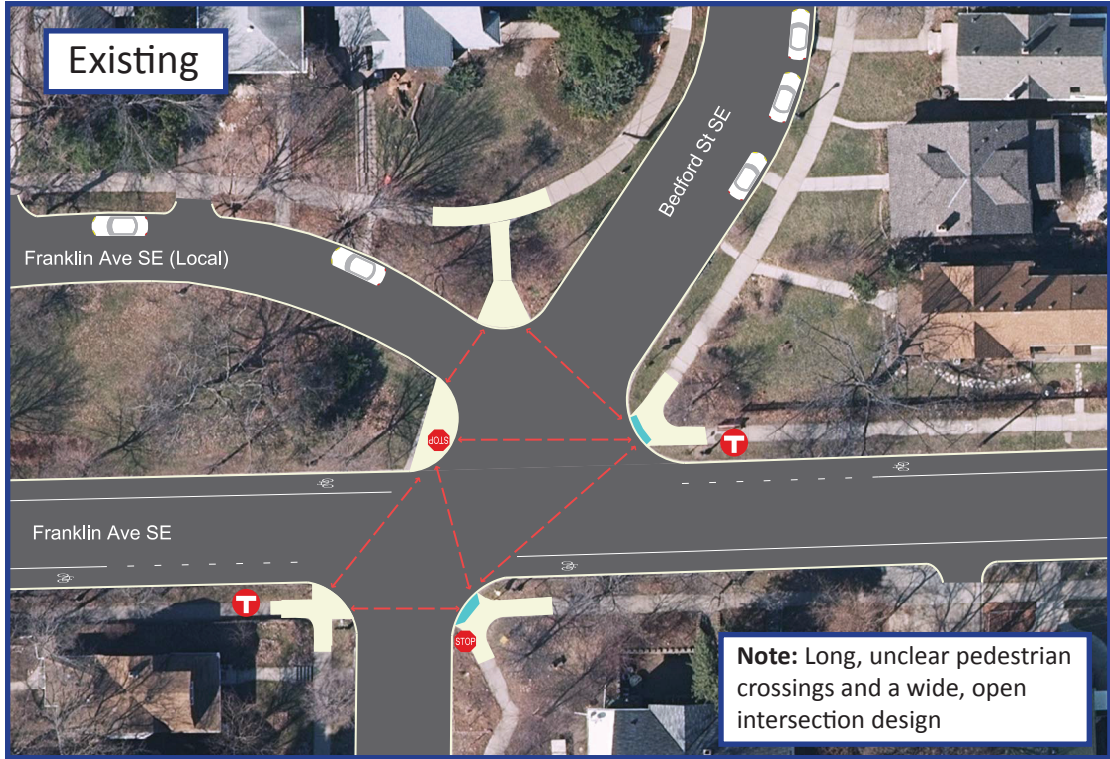 Existing
Bedford St SE
Franklin Ave SE (Local)
STOP
Franklin Ave SE
T
T
STOP
Note: Long, unclear pedestrian
crossings and a wide, open
intersection design